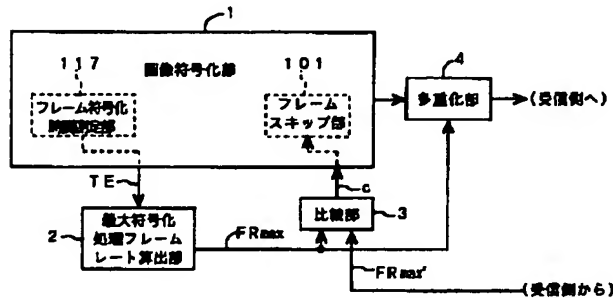 1
117
画像符号化部
101
4
フレーム符号化
時間測定部
フレーム
スキップ部
多重化部
(受信側へ)
TE
c
2
最大符号化
処理フレーム
レート算出部
FRmax
比較部
3
FRmax'
(受信側から)